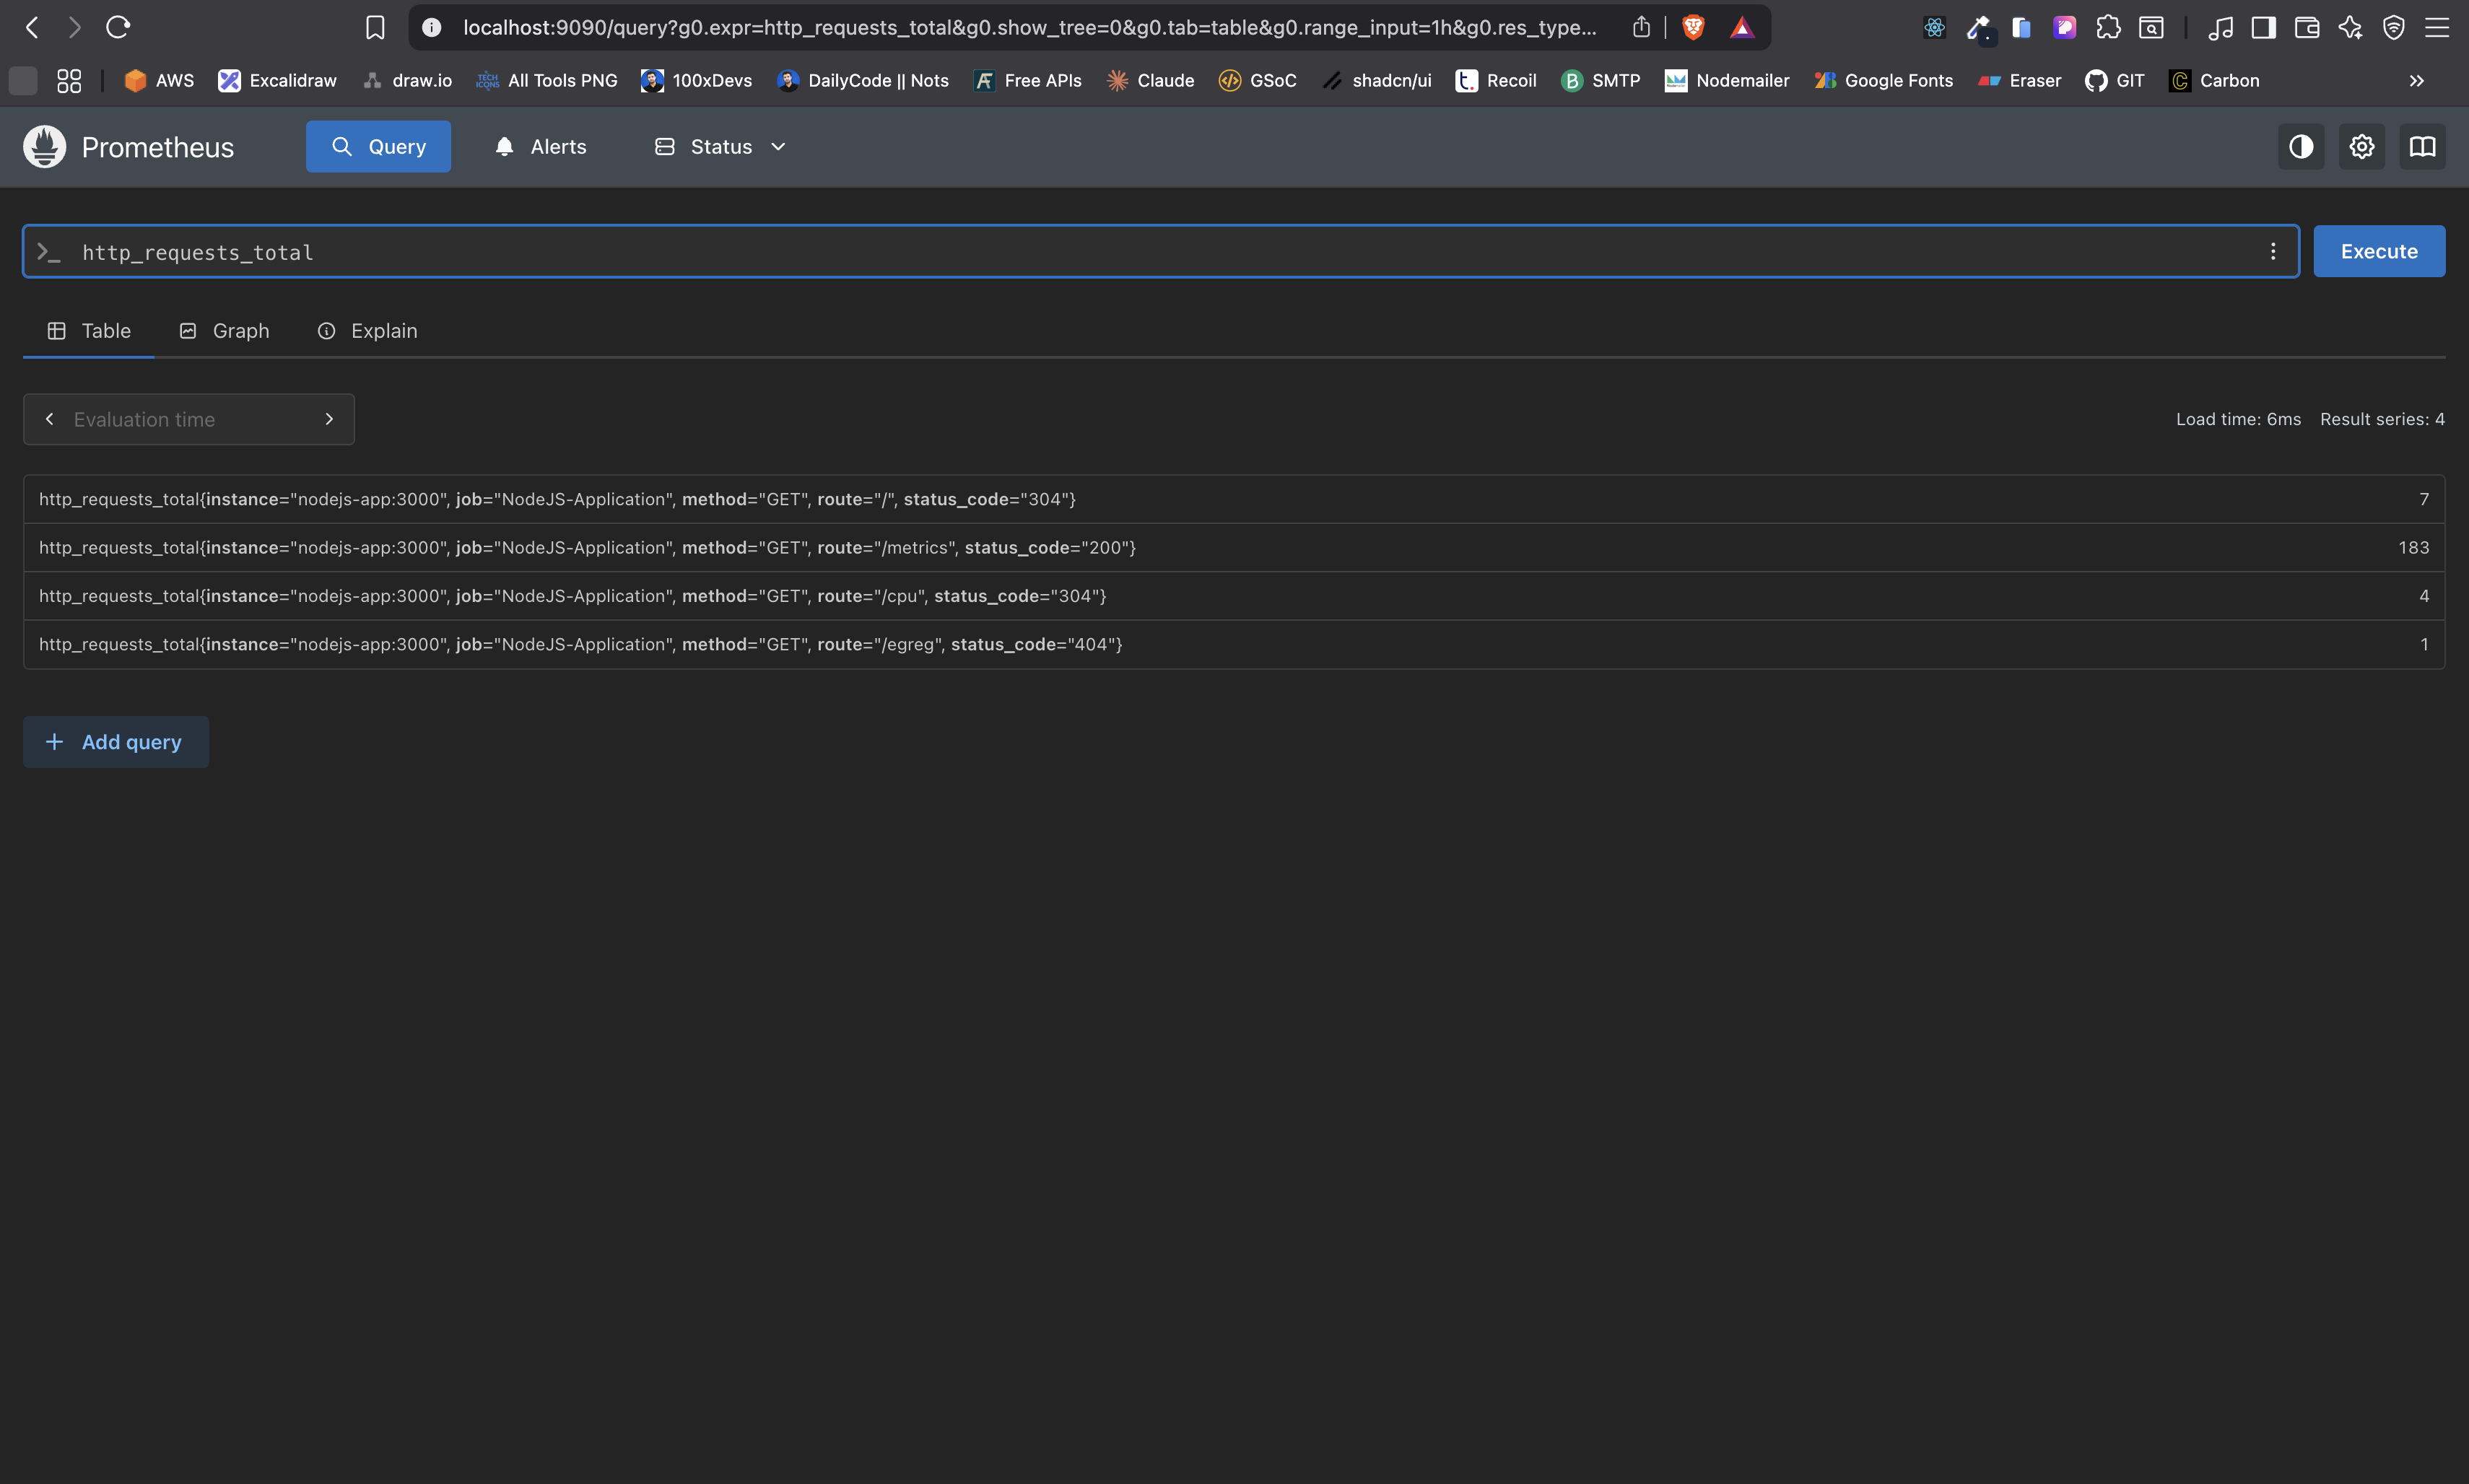 localhost:9090/query?g0.expr=http_requests_total&g0.show_tree=0&g0.tab=table&g0.range_input=1h&g0.res_type...
AWS Excalidraw draw.io TECH ICONS All Tools PNG 100xDevs DailyCode || Nots AF Free APIs Claude GSoC shadcn/ui t. Recoil B SMTP Nodemailer Google Fonts Eraser GIT C Carbon
Prometheus Query Alerts Status
http_requests_total Execute
Table Graph Explain
Evaluation time Load time: 6ms Result series: 4
http_requests_total{instance="nodejs-app:3000", job="NodeJS-Application", method="GET", route="/", status_code="304"} 7
http_requests_total{instance="nodejs-app:3000", job="NodeJS-Application", method="GET", route="/metrics", status_code="200"} 183
http_requests_total{instance="nodejs-app:3000", job="NodeJS-Application", method="GET", route="/cpu", status_code="304"} 4
http_requests_total{instance="nodejs-app:3000", job="NodeJS-Application", method="GET", route="/egreg", status_code="404"} 1
+ Add query